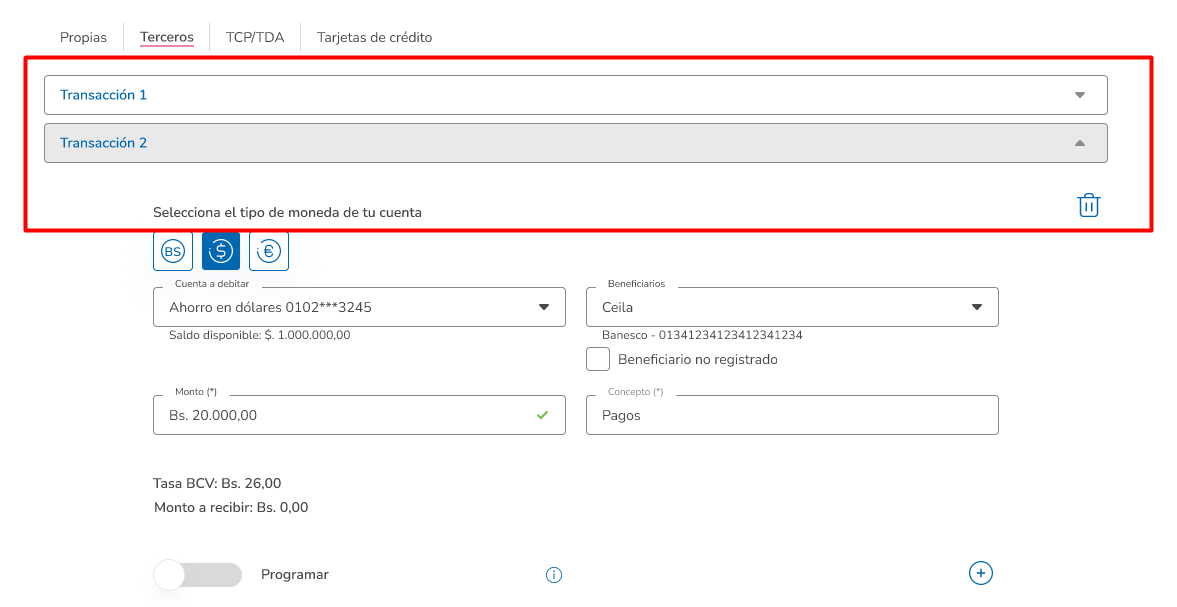 Propias Terceros TCP/TDA Tarjetas de crédito
Transacción 1
Transacción 2
Selecciona el tipo de moneda de tu cuenta
BS $ €
Cuenta a debitar Beneficiarios
Ahorro en dólares 0102***3245 Ceila
Saldo disponible: $. 1.000.000,00 Banesco - 01341234123412341234
Beneficiario no registrado
Monto (*) Concepto (*)
Bs. 20.000,00 Pagos
Tasa BCV: Bs. 26,00
Monto a recibir: Bs. 0,00
Programar